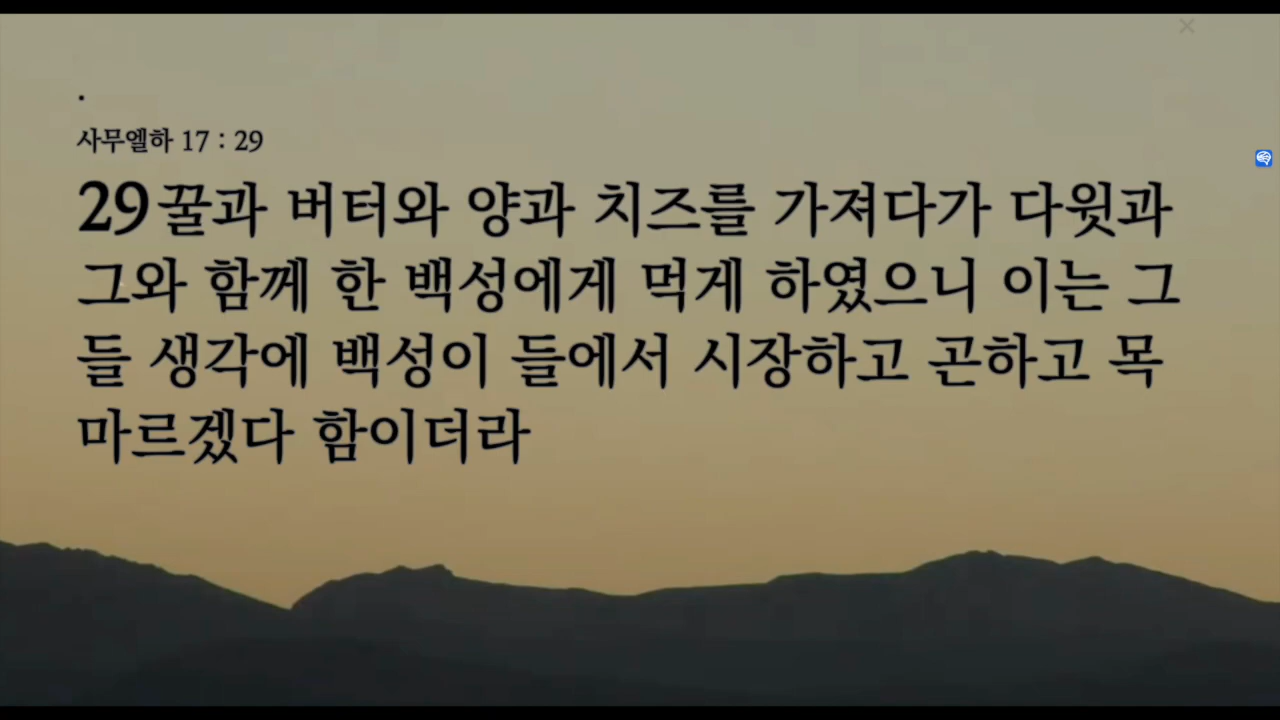 사무엘하 17 : 29
29 꿀과 버터와 양과 치즈를 가져다가 다윗과
그와 함께 한 백성에게 먹게 하였으니 이는 그
들 생각에 백성이 들에서 시장하고 곤하고 목
마르겠다 함이더라